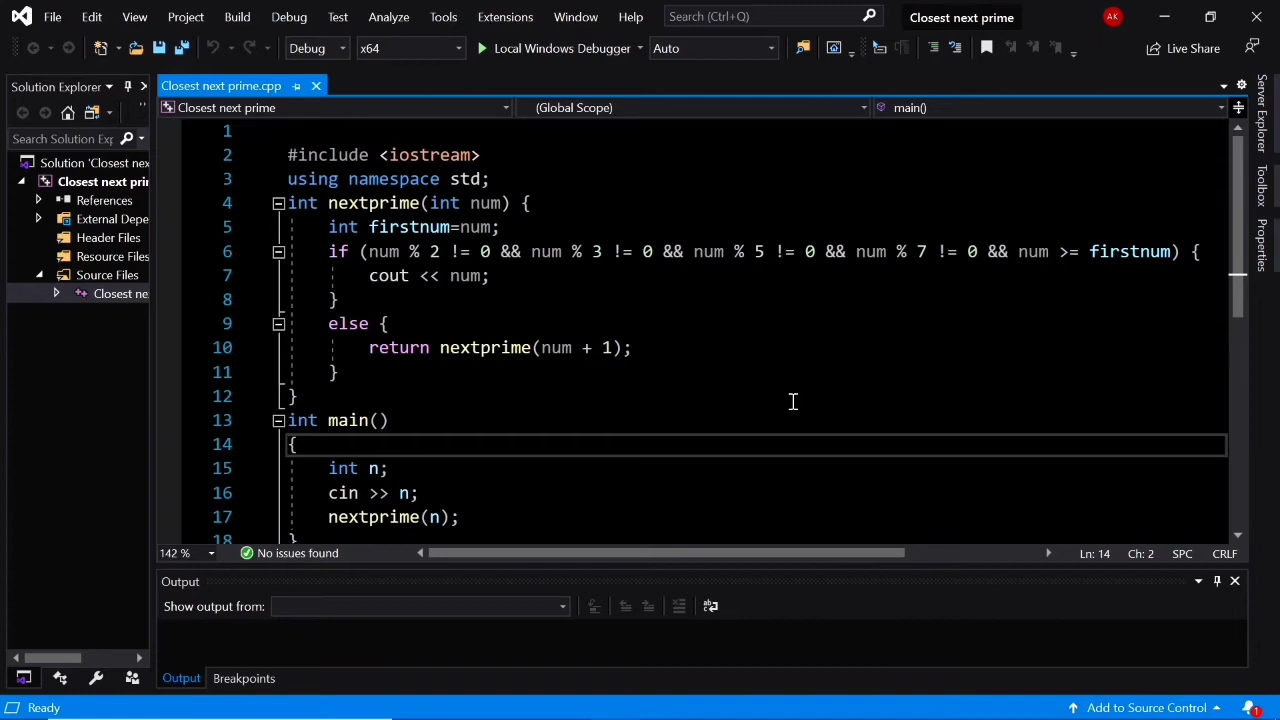 File Edit View Project Build Debug Test Analyze Tools Extensions Window Help Search (Ctrl+Q) Closest next prime AK
Debug x64 Local Windows Debugger Auto Live Share
Solution Explorer Closest next prime.cpp
Closest next prime (Global Scope) main()
Search Solution Exp
Solution 'Closest nex
Closest next prin
References
External Depe
Header Files
Resource Files
Source Files
Closest ne
1
2 #include <iostream>
3 using namespace std;
4 int nextprime(int num) {
5 int firstnum=num;
6 if (num % 2 != 0 && num % 3 != 0 && num % 5 != 0 && num % 7 != 0 && num >= firstnum) {
7 cout << num;
8 }
9 else {
10 return nextprime(num + 1);
11 }
12 }
13 int main()
14 {
15 int n;
16 cin >> n;
17 nextprime(n);
18 }
142 % No issues found Ln: 14 Ch: 2 SPC CRLF
Output
Show output from:
Output Breakpoints
Ready Add to Source Control 1
Server Explorer
Toolbox
Properties